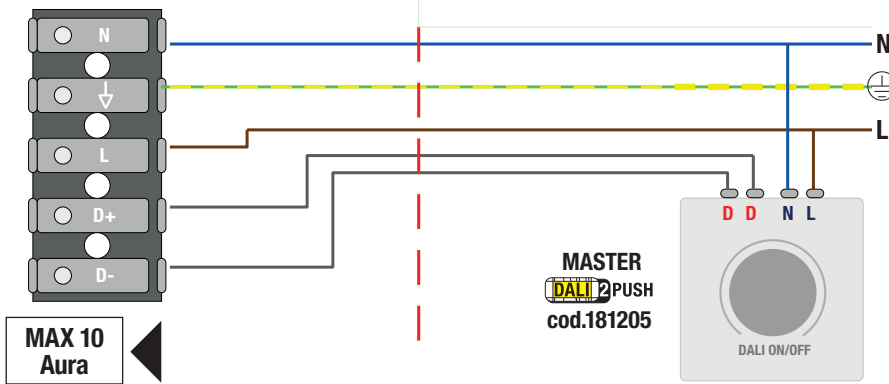 N
L
D+
D-
MAX 10
Aura
N
L
D D N L
MASTER
DALI 2 PUSH
cod.181205
DALI ON/OFF